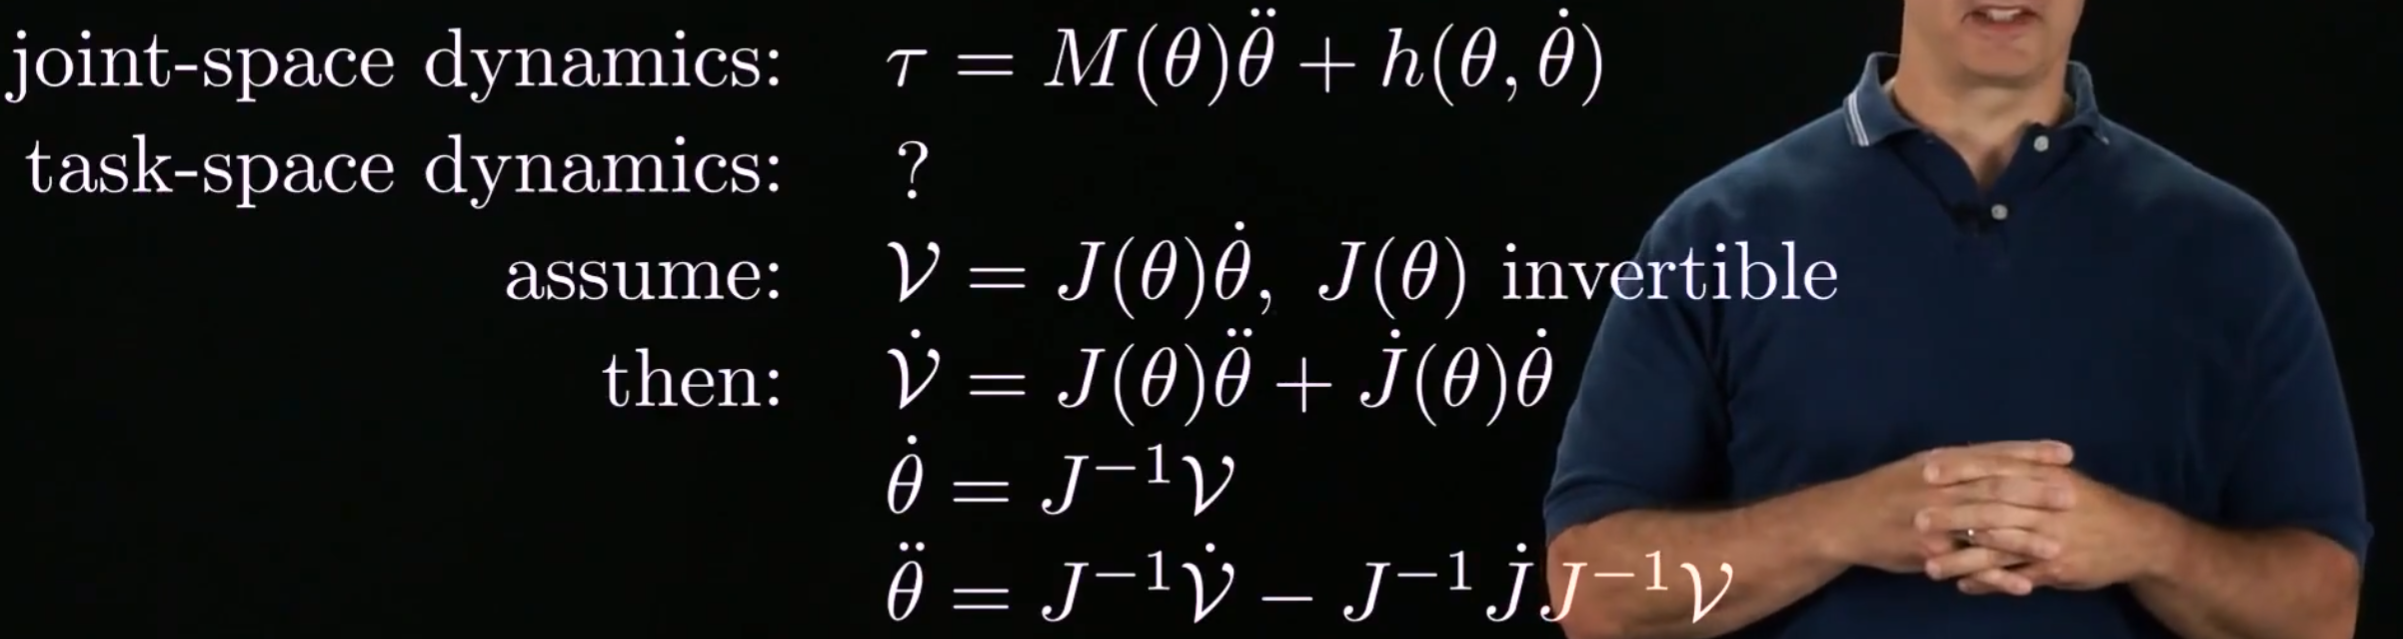 joint-space dynamics: τ = M(θ)θ̈ + h(θ, θ̇)
task-space dynamics: ?
assume: 𝒱 = J(θ)θ̇, J(θ) invertible
then: 𝒱̇ = J(θ)θ̈ + J̇(θ)θ̇
θ̇ = J⁻¹𝒱
θ̈ = J⁻¹𝒱̇ − J⁻¹J̇J⁻¹𝒱